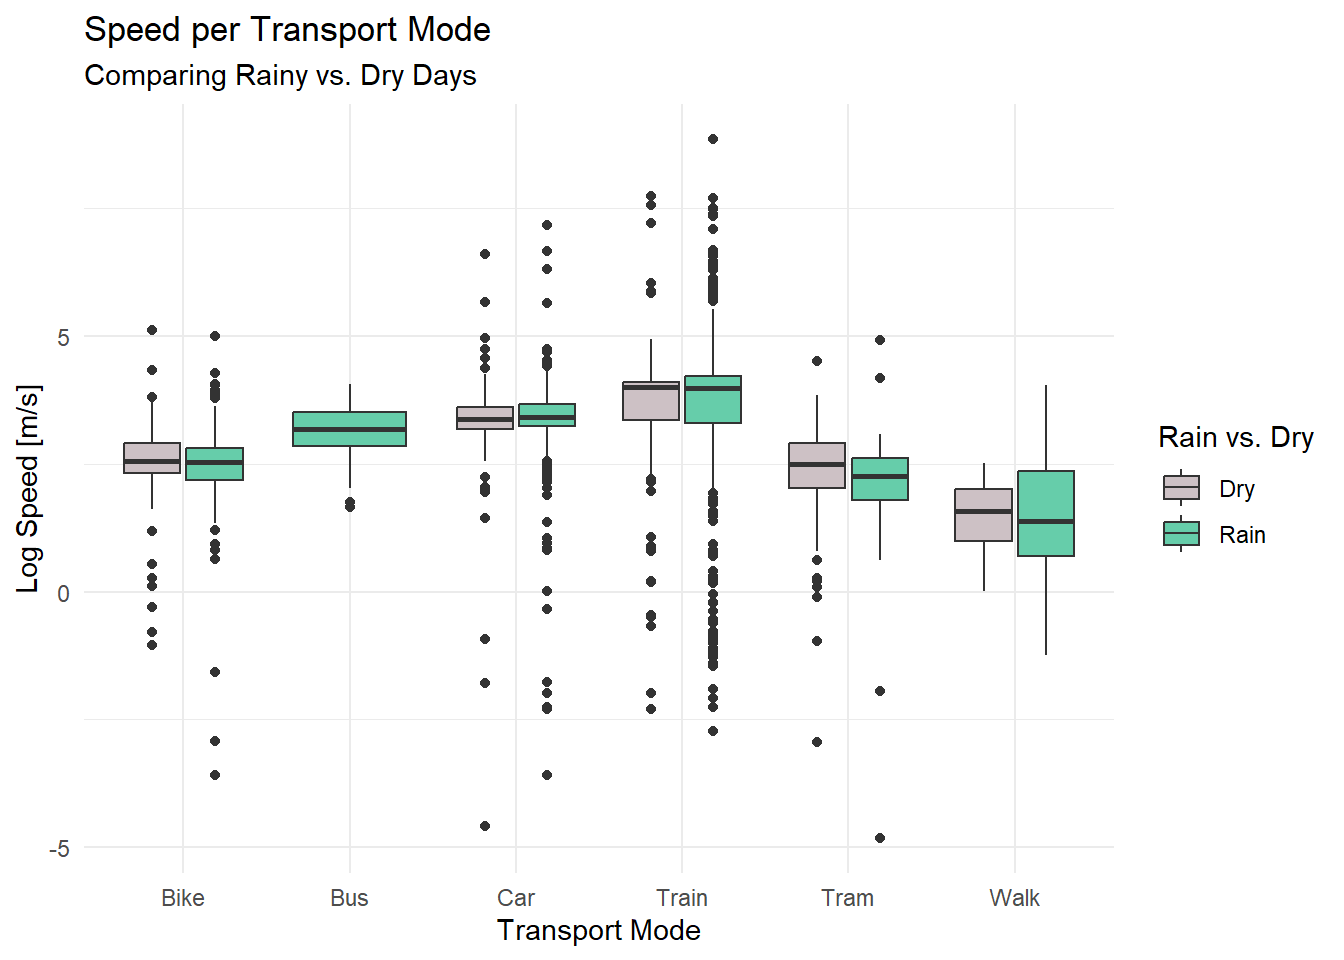 Speed per Transport Mode
Comparing Rainy vs. Dry Days
Log Speed [m/s]
5
0
-5
Bike Bus Car Train Tram Walk
Transport Mode
Rain vs. Dry
Dry
Rain